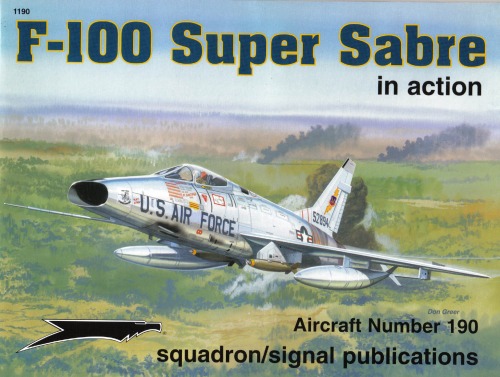 1190
F-100 Super Sabre
in action
U.S. AIR FORCE
Don Greer
Aircraft Number 190
squadron/signal publications